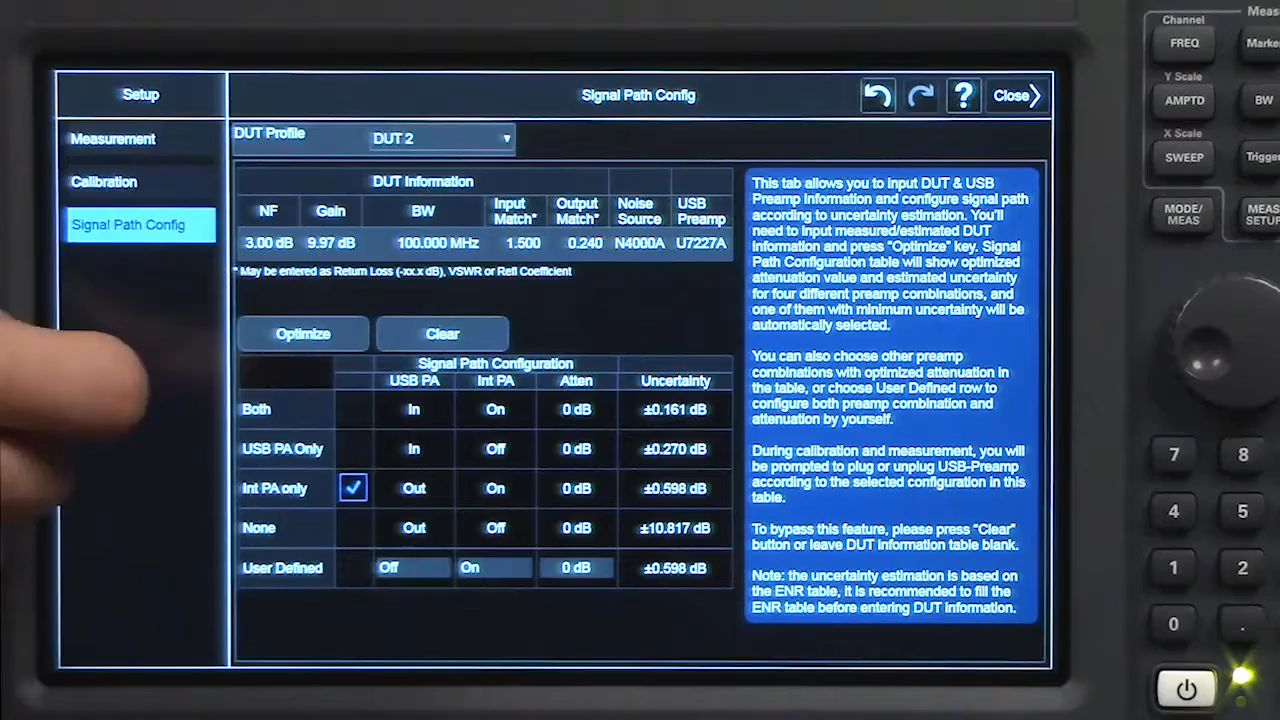 Setup
Signal Path Config
?
Close
Measurement
Calibration
Signal Path Config
DUT Profile
DUT 2
DUT Information
NF
Gain
BW
Input Match*
Output Match*
Noise Source
USB Preamp
3.00 dB
9.97 dB
100.000 MHz
1.500
0.240
N4000A
U7227A
* May be entered as Return Loss (-xx.x dB), VSWR or Refl Coefficient
Optimize
Clear
Signal Path Configuration
USB PA
Int PA
Atten
Uncertainty
Both
In
On
0 dB
±0.161 dB
USB PA Only
In
Off
0 dB
±0.270 dB
Int PA only
Out
On
0 dB
±0.598 dB
None
Out
Off
0 dB
±10.817 dB
User Defined
Off
On
0 dB
±0.598 dB
This tab allows you to input DUT & USB
Preamp information and configure signal path
according to uncertainty estimation. You'll
need to input measured/estimated DUT
Information and press "Optimize" key. Signal
Path Configuration table will show optimized
attenuation value and estimated uncertainty
for four different preamp combinations, and
one of them with minimum uncertainty will be
automatically selected.
You can also choose other preamp
combinations with optimized attenuation in
the table, or choose User Defined row to
configure both preamp combination and
attenuation by yourself.
During calibration and measurement, you will
be prompted to plug or unplug USB-Preamp
according to the selected configuration in this
table.
To bypass this feature, please press "Clear"
button or leave DUT information table blank.
Note: the uncertainty estimation is based on
the ENR table, it is recommended to fill the
ENR table before entering DUT information.
Channel
FREQ
Y Scale
AMPTD
BW
X Scale
SWEEP
MODE/
MEAS
MEAS
7
8
4
5
1
2
0
.